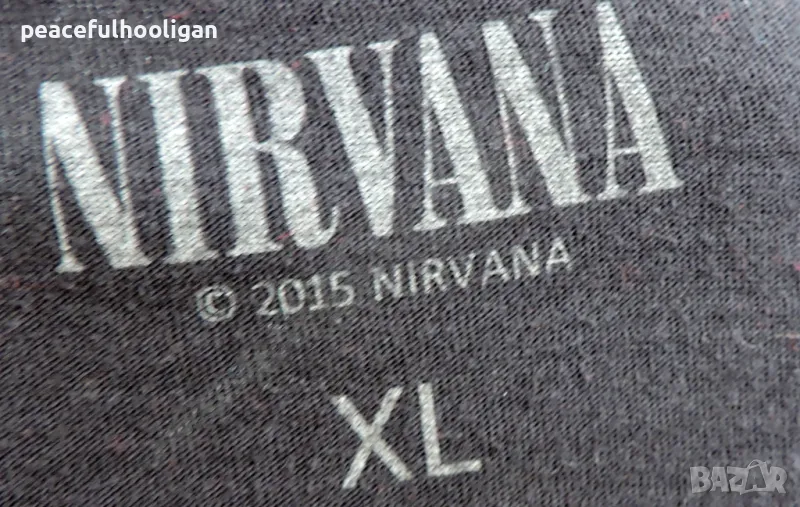 peacefulhooligan
NIRVANA
© 2015 NIRVANA
XL
BAZAR